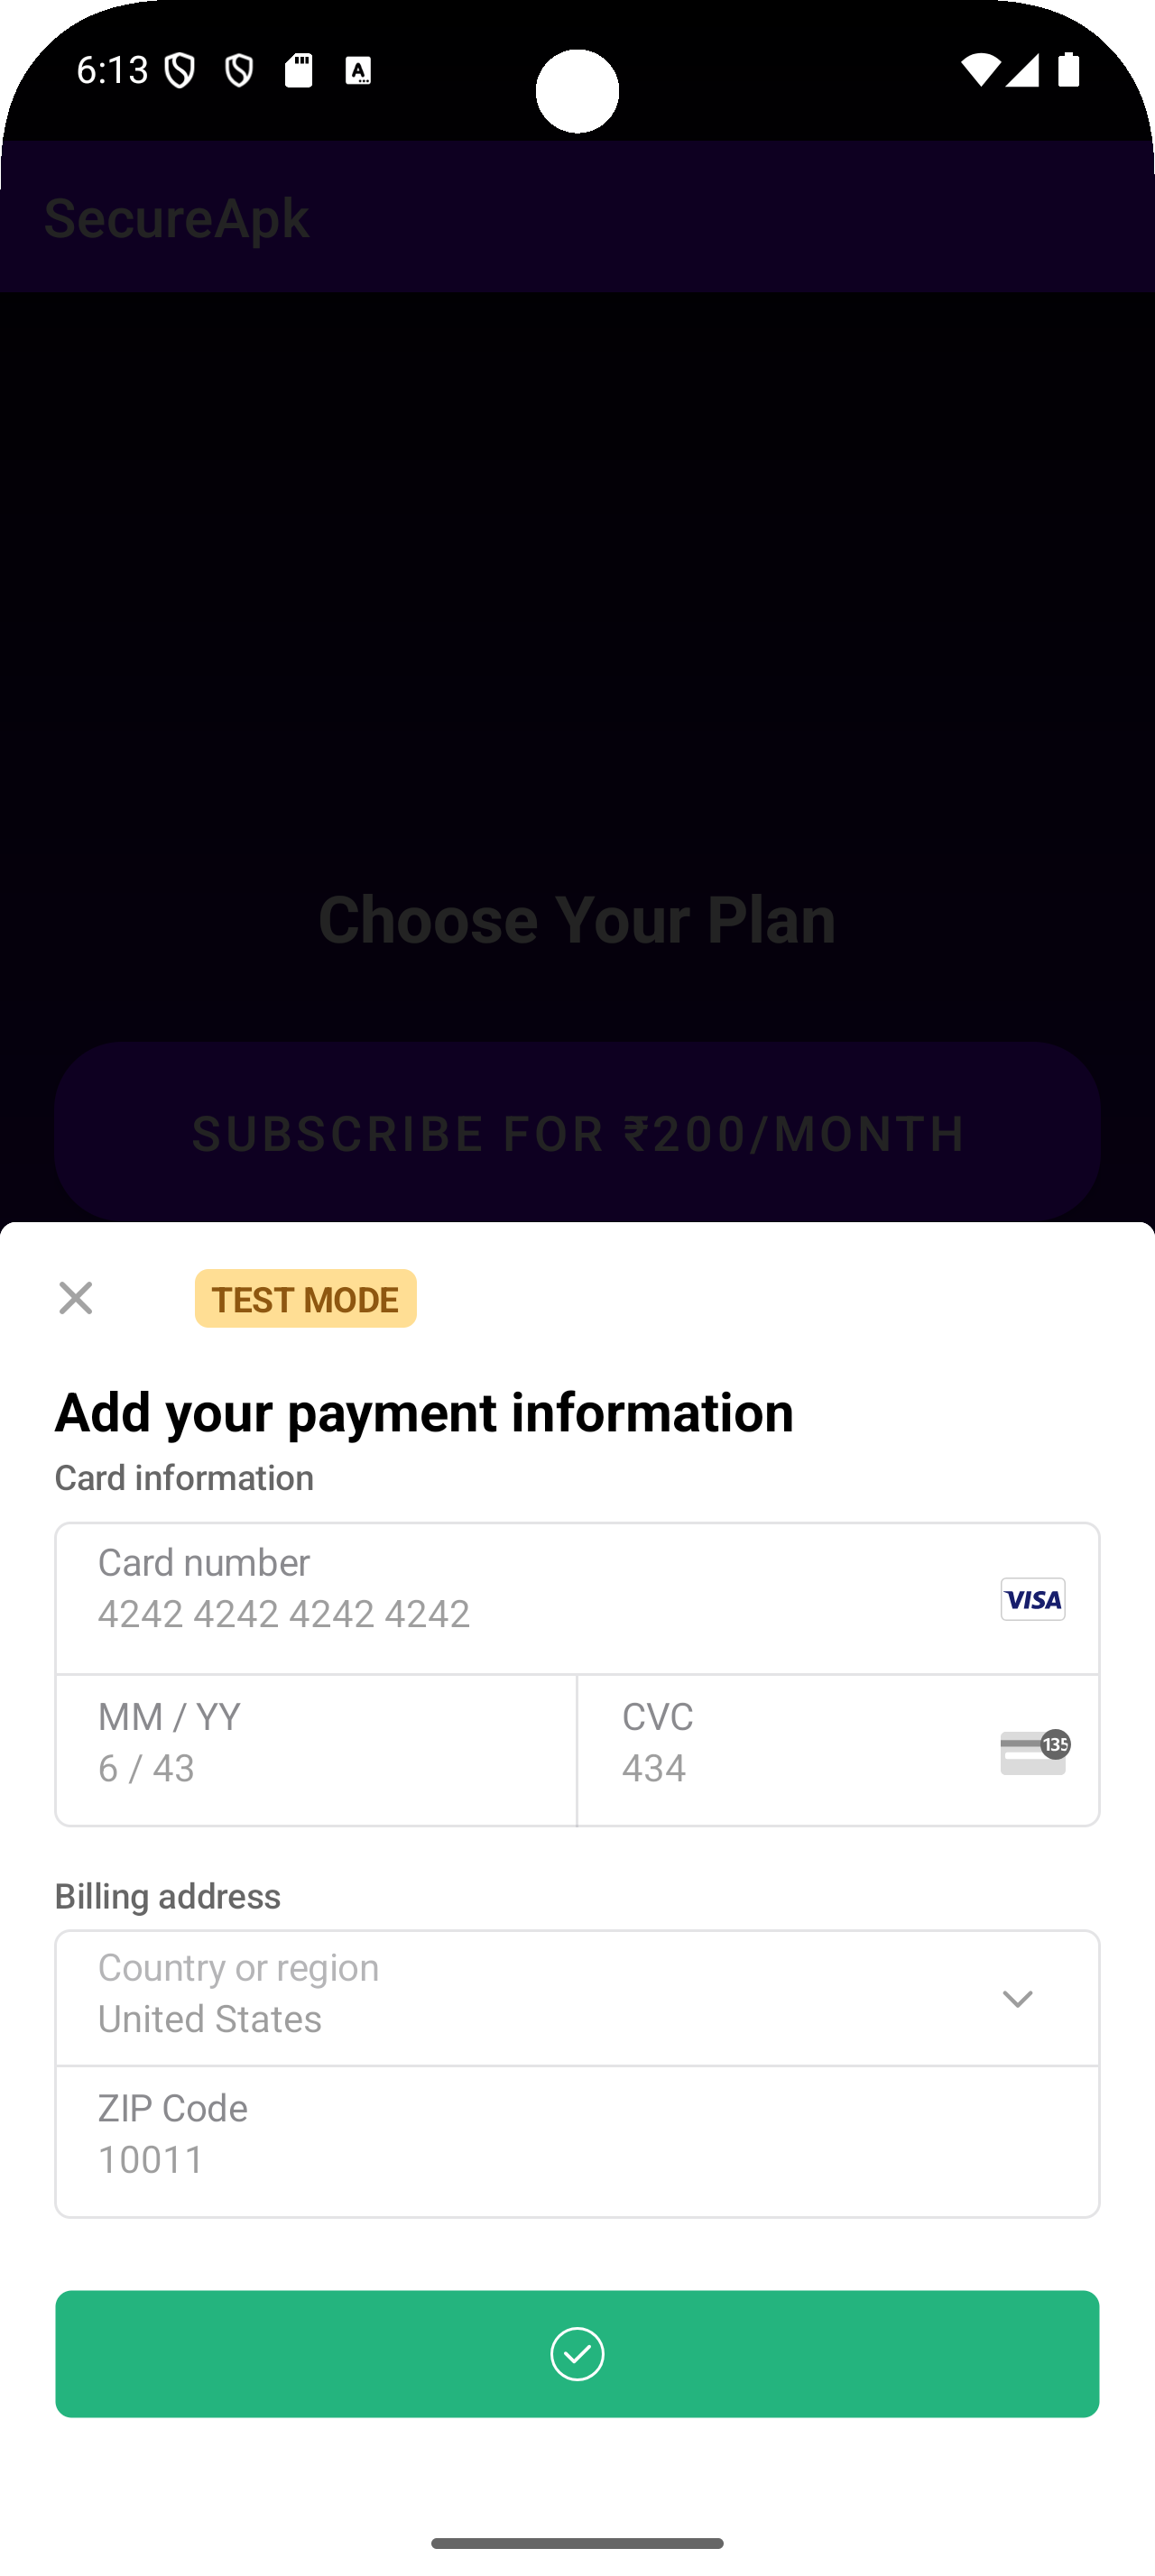 6:13
SecureApk
Choose Your Plan
SUBSCRIBE FOR ₹200/MONTH
TEST MODE
Add your payment information
Card information
Card number
4242 4242 4242 4242
VISA
MM / YY
6 / 43
CVC
434
135
Billing address
Country or region
United States
ZIP Code
10011